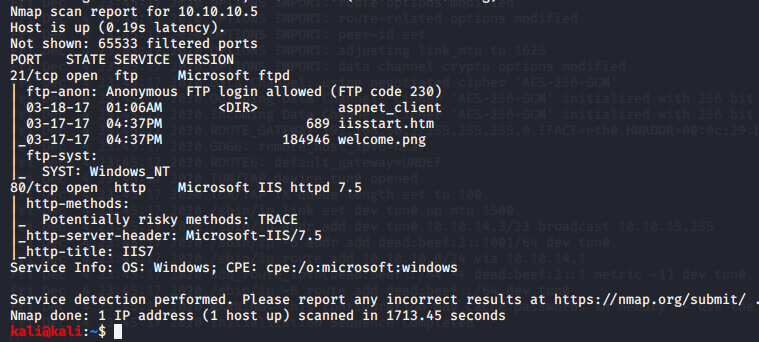 Nmap scan report for 10.10.10.5
Host is up (0.19s latency).
Not shown: 65533 filtered ports
PORT   STATE SERVICE VERSION
21/tcp open  ftp     Microsoft ftpd
| ftp-anon: Anonymous FTP login allowed (FTP code 230)
| 03-18-17  01:06AM       <DIR>          aspnet_client
| 03-17-17  04:37PM                  689 iisstart.htm
|_03-17-17  04:37PM               184946 welcome.png
| ftp-syst:
|_  SYST: Windows_NT
80/tcp open  http    Microsoft IIS httpd 7.5
| http-methods:
|_  Potentially risky methods: TRACE
|_http-server-header: Microsoft-IIS/7.5
|_http-title: IIS7
Service Info: OS: Windows; CPE: cpe:/o:microsoft:windows

Service detection performed. Please report any incorrect results at https://nmap.org/submit/ .
Nmap done: 1 IP address (1 host up) scanned in 1713.45 seconds
kali@kali:~$